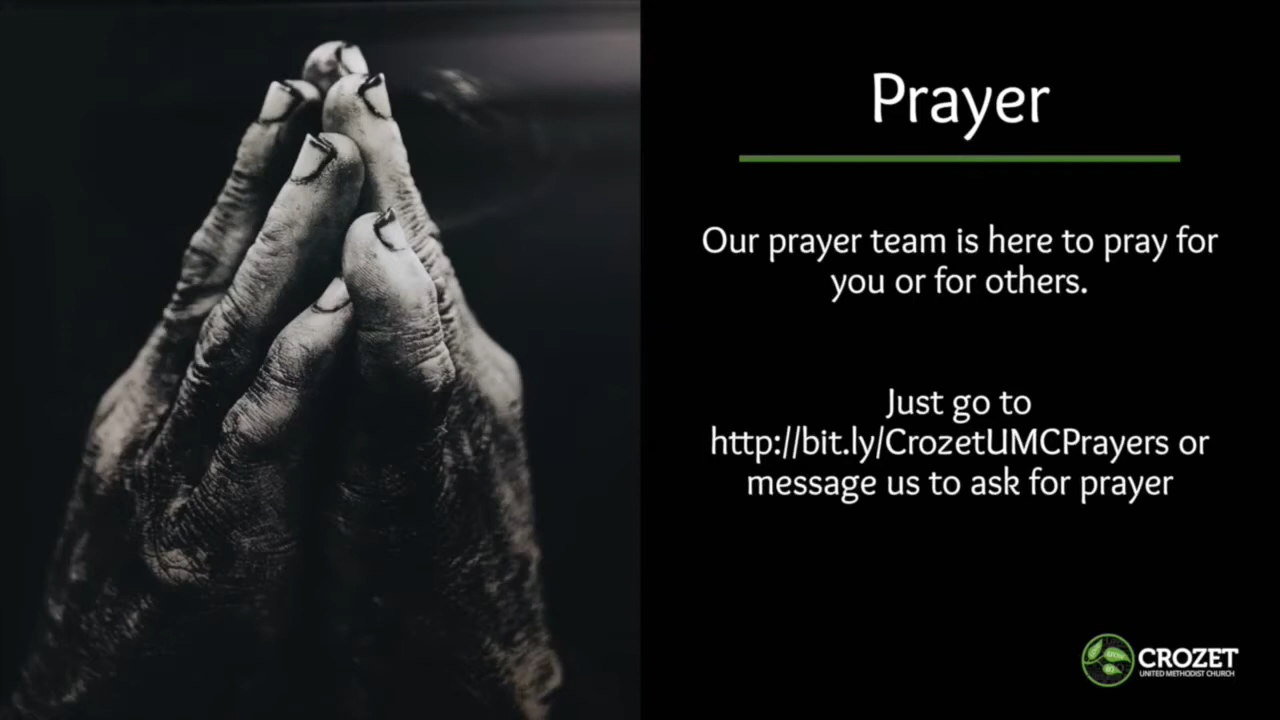 Prayer
Our prayer team is here to pray for
you or for others.
Just go to
http://bit.ly/CrozetUMCPrayers or
message us to ask for prayer
CROZET
UNITED METHODIST CHURCH